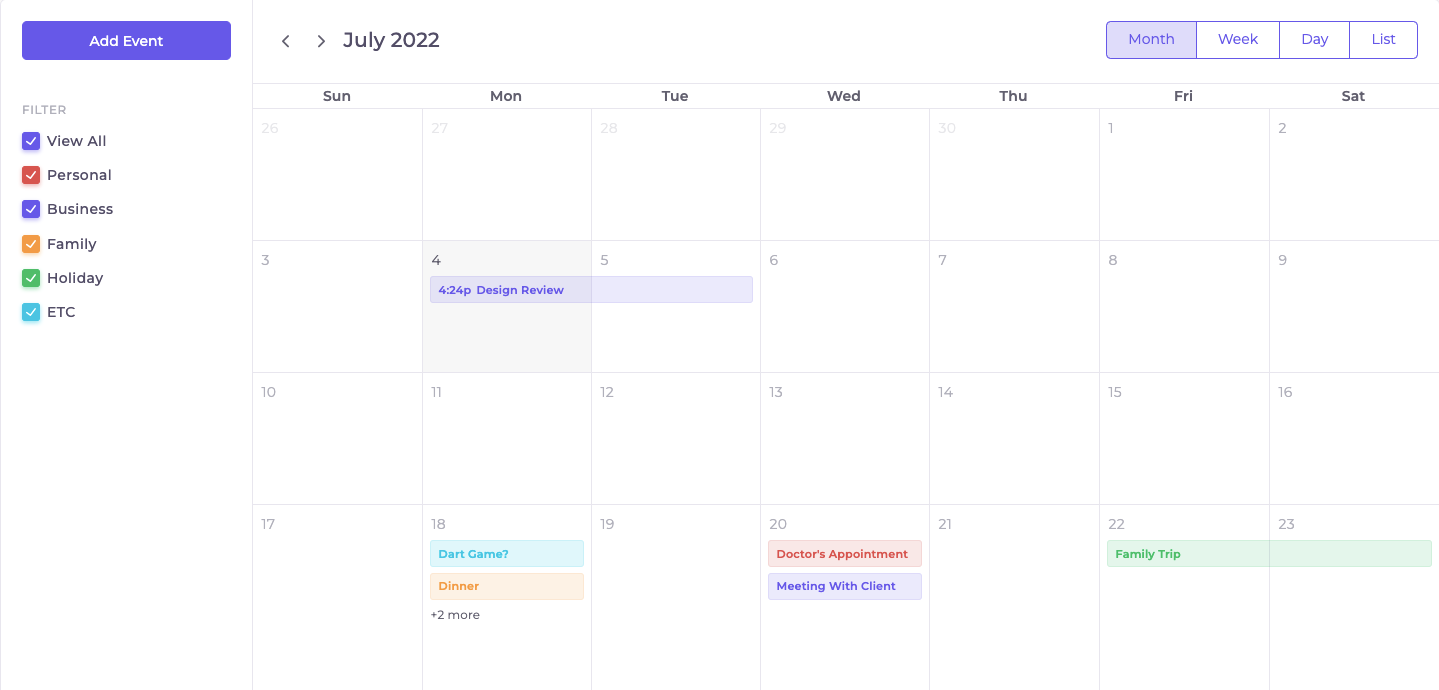 Add Event
FILTER
View All
Personal
Business
Family
Holiday
ETC
July 2022
Month Week Day List
Sun Mon Tue Wed Thu Fri Sat
26 27 28 29 30 1 2
3 4 5 6 7 8 9
4:24p Design Review
10 11 12 13 14 15 16
17 18 19 20 21 22 23
Dart Game? Doctor's Appointment Family Trip
Dinner Meeting With Client
+2 more